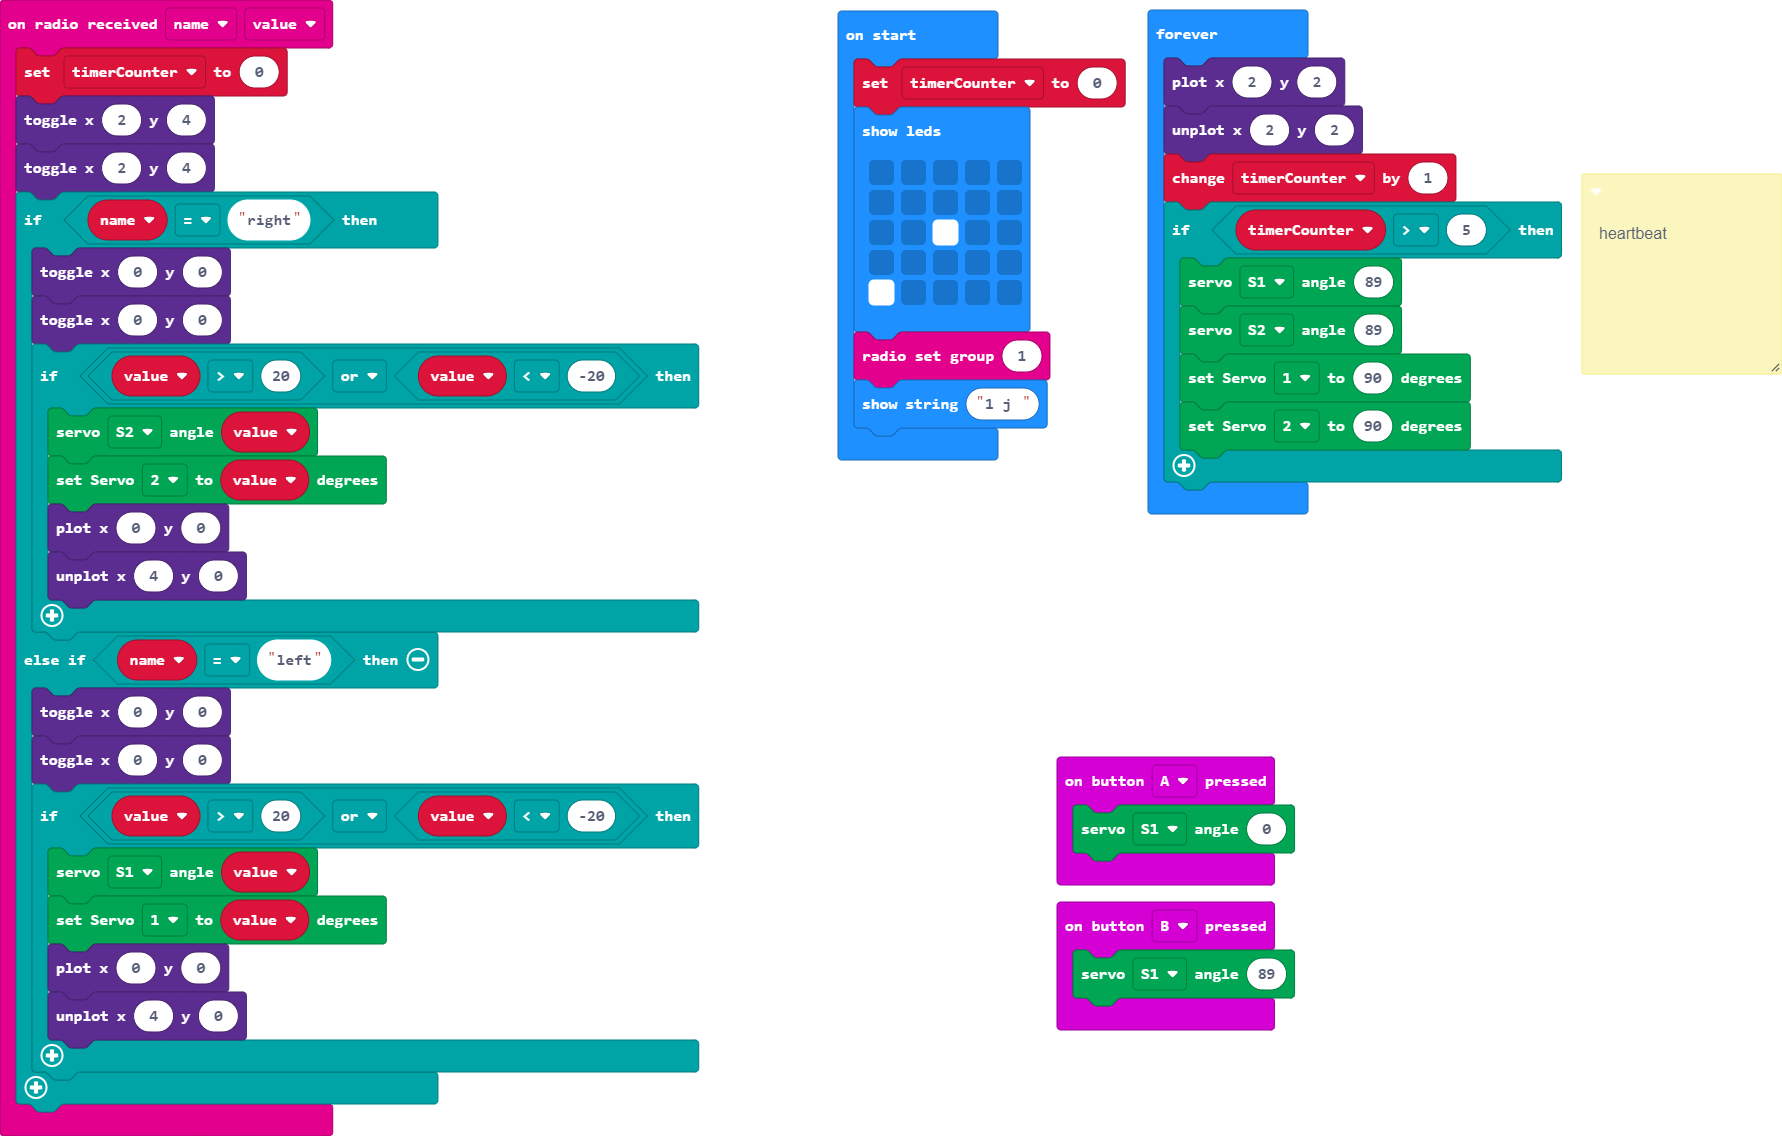 on radio received name value
set timerCounter to 0
toggle x 2 y 4
toggle x 2 y 4
if name = "right" then
toggle x 0 y 0
toggle x 0 y 0
if value > 20 or value < -20 then
servo S2 angle value
set Servo 2 to value degrees
plot x 0 y 0
unplot x 4 y 0
else if name = "left" then
toggle x 0 y 0
toggle x 0 y 0
if value > 20 or value < -20 then
servo S1 angle value
set Servo 1 to value degrees
plot x 0 y 0
unplot x 4 y 0
on start
set timerCounter to 0
show leds
radio set group 1
show string "1 j "
forever
plot x 2 y 2
unplot x 2 y 2
change timerCounter by 1
if timerCounter > 5 then
servo S1 angle 89
servo S2 angle 89
set Servo 1 to 90 degrees
set Servo 2 to 90 degrees
heartbeat
on button A pressed
servo S1 angle 0
on button B pressed
servo S1 angle 89